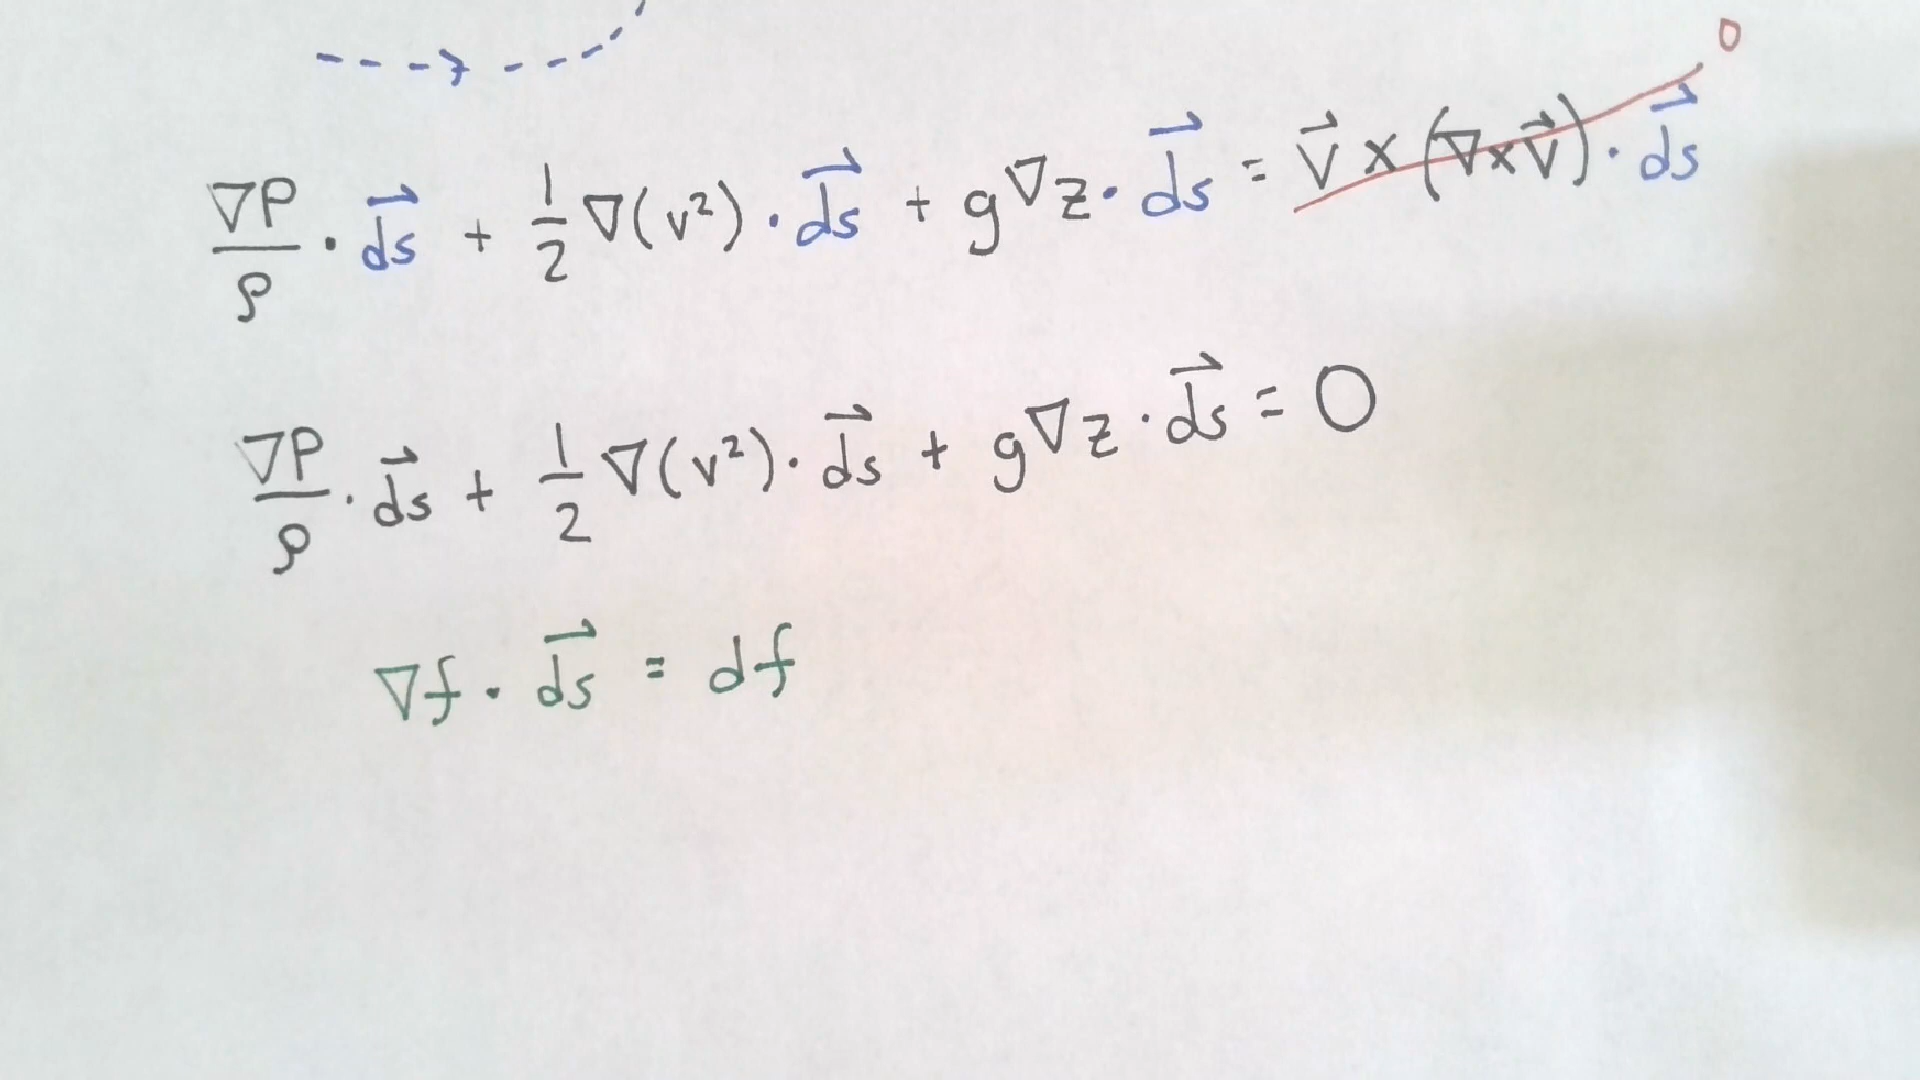 ∇P/ρ · d⃗s + 1/2 ∇(v²) · d⃗s + g∇z · d⃗s = v⃗ × (∇×v⃗) · d⃗s 0
∇P/ρ · d⃗s + 1/2 ∇(v²) · d⃗s + g∇z · d⃗s = 0
∇f · d⃗s = df